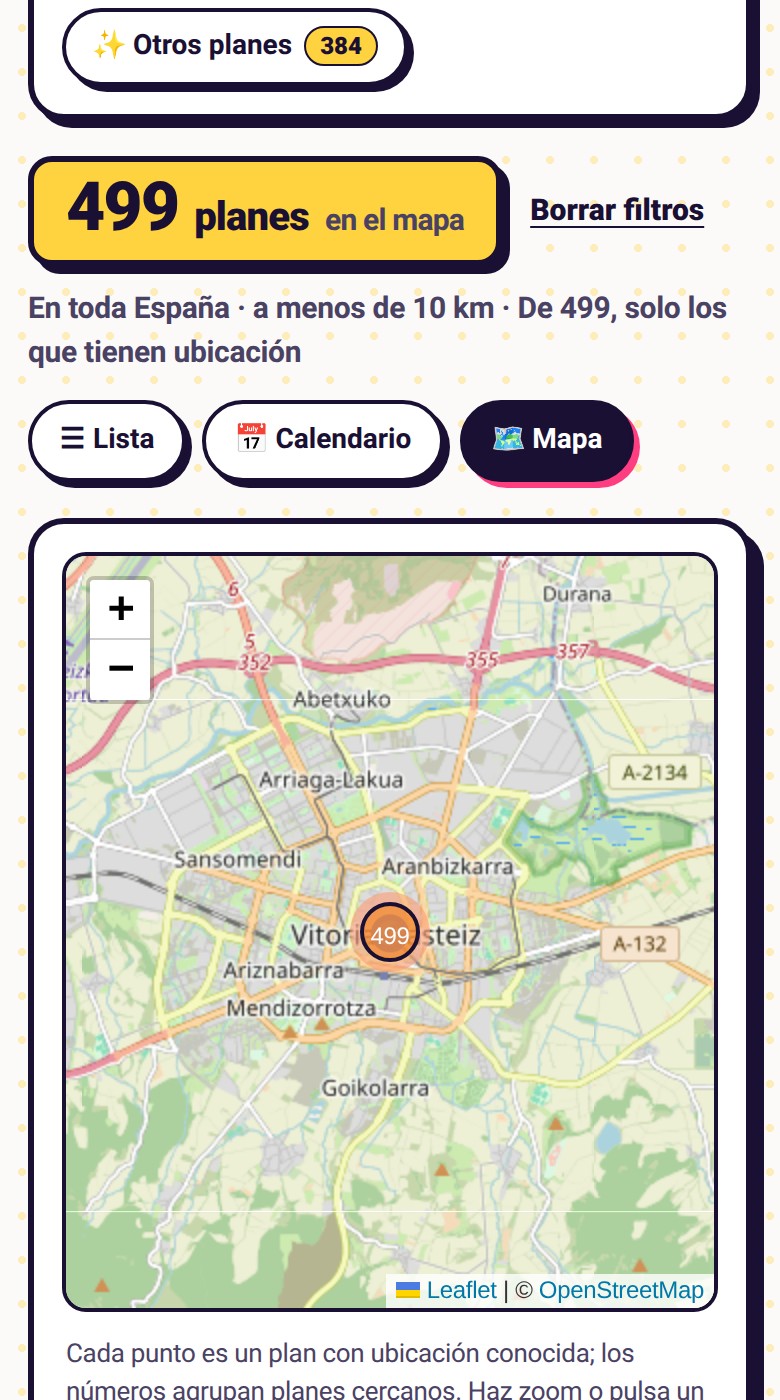 ✨ Otros planes 384
499 planes en el mapa Borrar filtros
En toda España · a menos de 10 km · De 499, solo los
que tienen ubicación
☰ Lista
📅 Calendario
🗺️ Mapa
+
−
6
Durana
5
352
355
357
Abetxuko
A-2134
Arriaga-Lakua
Sansomendi
Aranbizkarra
499
A-132
Ariznabarra
Mendizorrotza
Goikolarra
Leaflet | © OpenStreetMap
Cada punto es un plan con ubicación conocida; los
números agrupan planes cercanos. Haz zoom o pulsa un